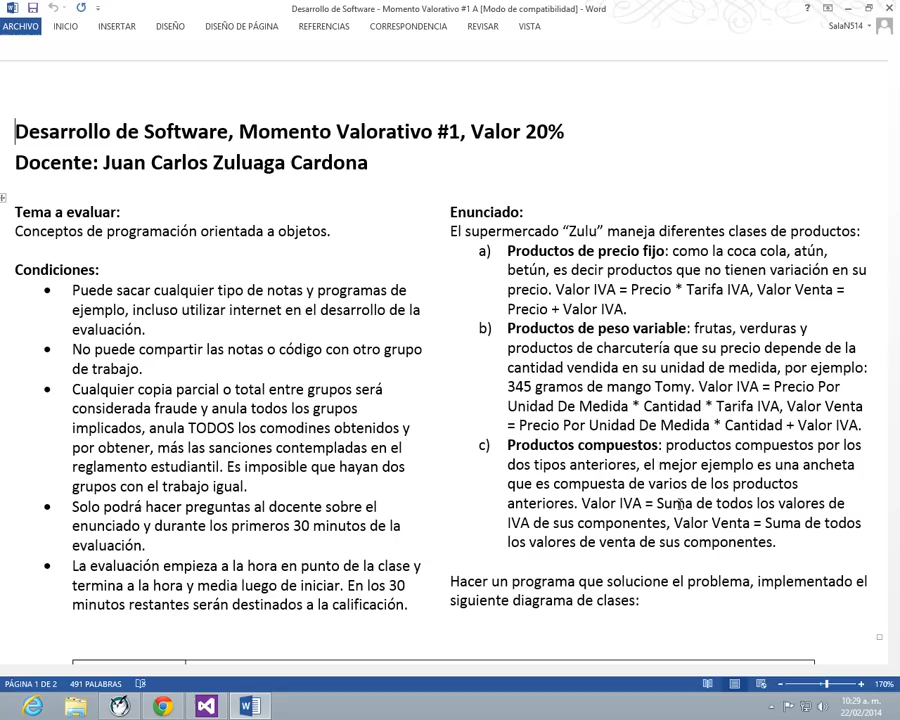 Desarrollo de Software - Momento Valorativo #1 A [Modo de compatibilidad] - Word
ARCHIVO INICIO INSERTAR DISEÑO DISEÑO DE PÁGINA REFERENCIAS CORRESPONDENCIA REVISAR VISTA SalaN514
Desarrollo de Software, Momento Valorativo #1, Valor 20%
Docente: Juan Carlos Zuluaga Cardona
Tema a evaluar:
Conceptos de programación orientada a objetos.
Condiciones:
• Puede sacar cualquier tipo de notas y programas de
ejemplo, incluso utilizar internet en el desarrollo de la
evaluación.
• No puede compartir las notas o código con otro grupo
de trabajo.
• Cualquier copia parcial o total entre grupos será
considerada fraude y anula todos los grupos
implicados, anula TODOS los comodines obtenidos y
por obtener, más las sanciones contempladas en el
reglamento estudiantil. Es imposible que hayan dos
grupos con el trabajo igual.
• Solo podrá hacer preguntas al docente sobre el
enunciado y durante los primeros 30 minutos de la
evaluación.
• La evaluación empieza a la hora en punto de la clase y
termina a la hora y media luego de iniciar. En los 30
minutos restantes serán destinados a la calificación.
Enunciado:
El supermercado “Zulu” maneja diferentes clases de productos:
a) Productos de precio fijo: como la coca cola, atún,
betún, es decir productos que no tienen variación en su
precio. Valor IVA = Precio * Tarifa IVA, Valor Venta =
Precio + Valor IVA.
b) Productos de peso variable: frutas, verduras y
productos de charcutería que su precio depende de la
cantidad vendida en su unidad de medida, por ejemplo:
345 gramos de mango Tomy. Valor IVA = Precio Por
Unidad De Medida * Cantidad * Tarifa IVA, Valor Venta
= Precio Por Unidad De Medida * Cantidad + Valor IVA.
c) Productos compuestos: productos compuestos por los
dos tipos anteriores, el mejor ejemplo es una ancheta
que es compuesta de varios de los productos
anteriores. Valor IVA = Suma de todos los valores de
IVA de sus componentes, Valor Venta = Suma de todos
los valores de venta de sus componentes.
Hacer un programa que solucione el problema, implementado el
siguiente diagrama de clases:
PÁGINA 1 DE 2 491 PALABRAS 170%
10:29 a. m.
22/02/2014